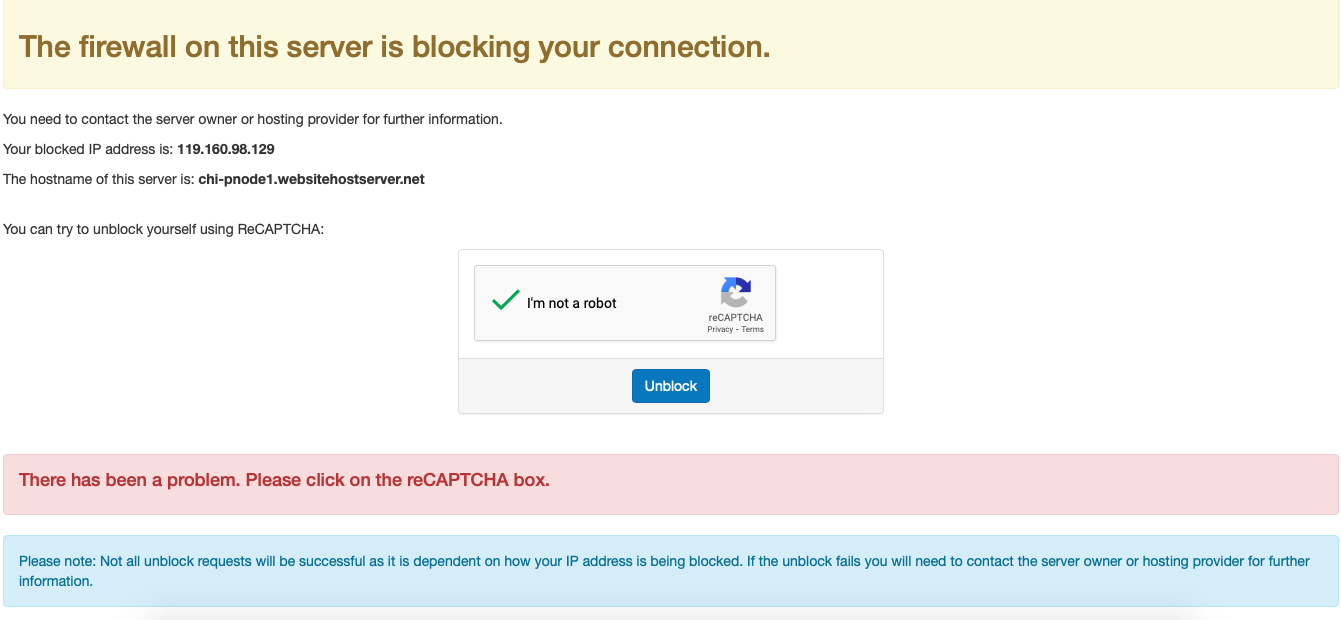 The firewall on this server is blocking your connection.
You need to contact the server owner or hosting provider for further information.
Your blocked IP address is: 119.160.98.129
The hostname of this server is: chi-pnode1.websitehostserver.net
You can try to unblock yourself using ReCAPTCHA:
I'm not a robot
reCAPTCHA
Privacy - Terms
Unblock
There has been a problem. Please click on the reCAPTCHA box.
Please note: Not all unblock requests will be successful as it is dependent on how your IP address is being blocked. If the unblock fails you will need to contact the server owner or hosting provider for further
information.